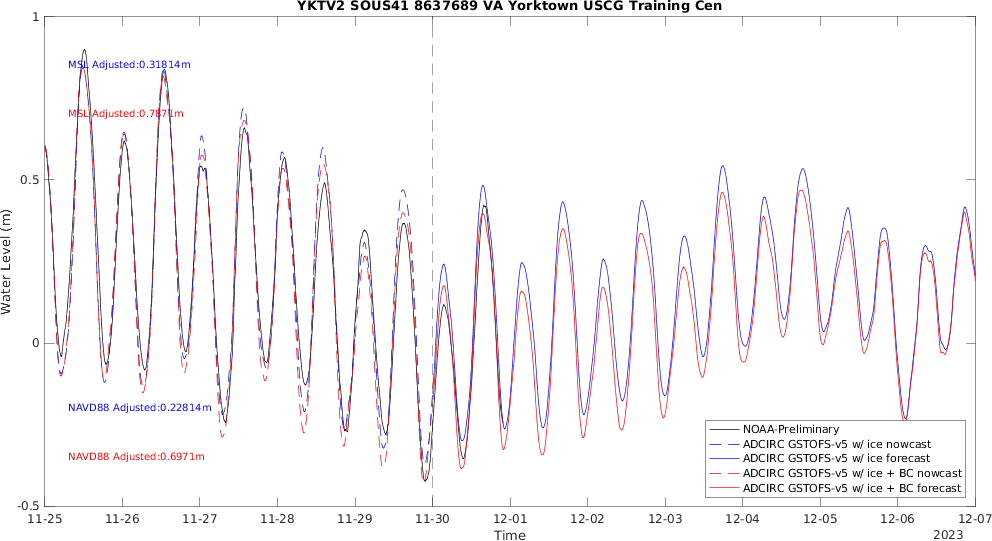 YKTV2 SOUS41 8637689 VA Yorktown USCG Training Cen
1
0.5
0
-0.5
Water Level (m)
MSL Adjusted:0.31814m
MSL Adjusted:0.7871m
NAVD88 Adjusted:0.22814m
NAVD88 Adjusted:0.6971m
NOAA-Preliminary
ADCIRC GSTOFS-v5 w/ ice nowcast
ADCIRC GSTOFS-v5 w/ ice forecast
ADCIRC GSTOFS-v5 w/ ice + BC nowcast
ADCIRC GSTOFS-v5 w/ ice + BC forecast
11-25 11-26 11-27 11-28 11-29 11-30 12-01 12-02 12-03 12-04 12-05 12-06 12-07
Time
2023